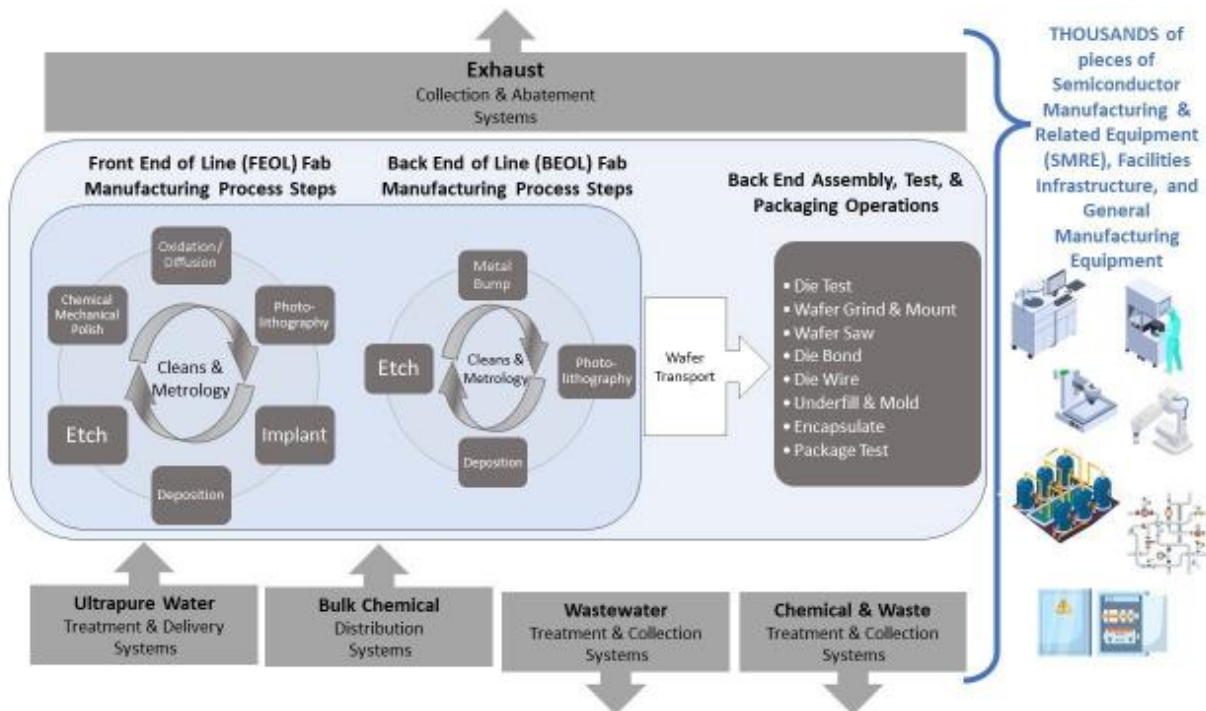 Exhaust
Collection & Abatement
Systems
THOUSANDS of
pieces of
Semiconductor
Manufacturing &
Related Equipment
(SMRE), Facilities
Infrastructure, and
General
Manufacturing
Equipment
Front End of Line (FEOL) Fab
Manufacturing Process Steps
Oxidation/
Diffusion
Photo-
lithography
Implant
Deposition
Etch
Chemical
Mechanical
Polish
Cleans &
Metrology
Back End of Line (BEOL) Fab
Manufacturing Process Steps
Metal
Bump
Photo-
lithography
Deposition
Etch
Cleans &
Metrology
Wafer
Transport
Back End Assembly, Test, &
Packaging Operations
• Die Test
• Wafer Grind & Mount
• Wafer Saw
• Die Bond
• Die Wire
• Underfill & Mold
• Encapsulate
• Package Test
Ultrapure Water
Treatment & Delivery
Systems
Bulk Chemical
Distribution
Systems
Wastewater
Treatment & Collection
Systems
Chemical & Waste
Treatment & Collection
Systems